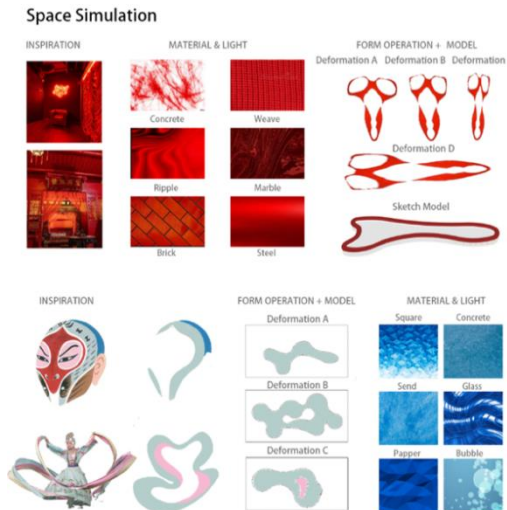 Space Simulation
INSPIRATION
MATERIAL & LIGHT
FORM OPERATION + MODEL
Deformation A Deformation B Deformation
Concrete
Weave
Deformation D
Ripple
Marble
Sketch Model
Brick
Steel
INSPIRATION
FORM OPERATION + MODEL
MATERIAL & LIGHT
Deformation A
Square
Concrete
Deformation B
Send
Glass
Deformation C
Papper
Bubble